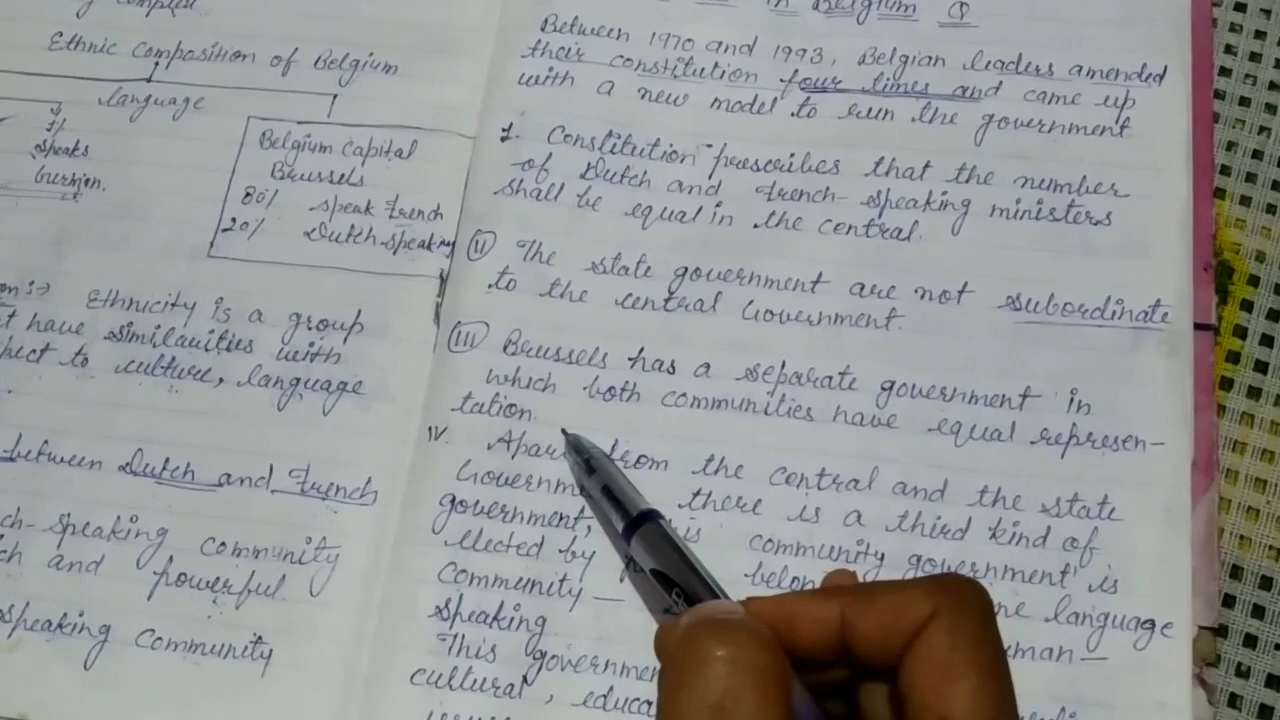 Ethnic Composition of Belgium
language
1%
speaks
German.
Belgium Capital
Brussels
80% speak French
20% Dutch speaking
Ethnicity is a group
have similarities with
to culture, language
between Dutch and French
speaking community
and powerful
speaking community
in Belgium
Between 1970 and 1993, Belgian leaders amended
their constitution four times and came up
with a new model to run the government.
1. Constitution prescribes that the number
of Dutch and French-speaking ministers
shall be equal in the central.
II The state government are not subordinate
to the central Government.
III Brussels has a separate government in
which both communities have equal represen-
tation.
IV. Apart from the central and the state
there is a third kind of
government, is community government' is
elected by language
community –
speaking
This
cultural,